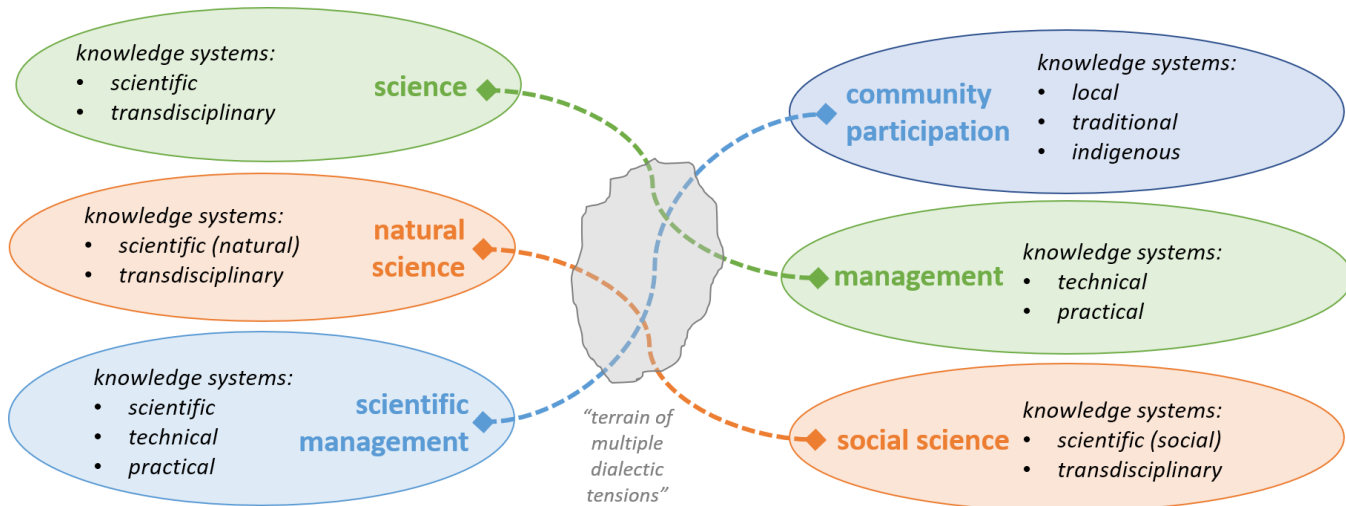 knowledge systems:
• scientific
• transdisciplinary
science
knowledge systems:
• scientific (natural)
• transdisciplinary
natural
science
knowledge systems:
• scientific
• technical
• practical
scientific
management
"terrain of
multiple
dialectic
tensions"
community
participation
knowledge systems:
• local
• traditional
• indigenous
management
knowledge systems:
• technical
• practical
social science
knowledge systems:
• scientific (social)
• transdisciplinary